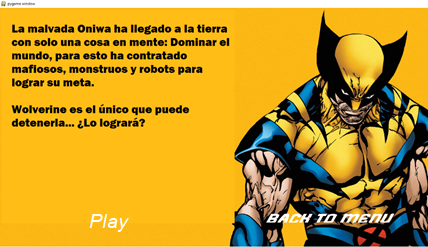 pygame window
La malvada Oniwa ha llegado a la tierra
con solo una cosa en mente: Dominar el
mundo, para esto ha contratado
mafiosos, monstruos y robots para
lograr su meta.
Wolverine es el único que puede
detenerla... ¿Lo logrará?
Play
BACK TO MENU